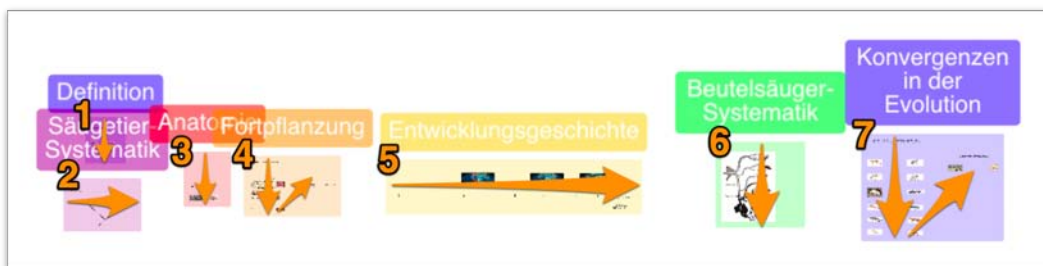 Definition
1
Säugetier-
Systematik
2
Anatomie
3
Fortpflanzung
4
Entwicklungsgeschichte
5
Beutelsäuger-
Systematik
6
Konvergenzen
in der
Evolution
7